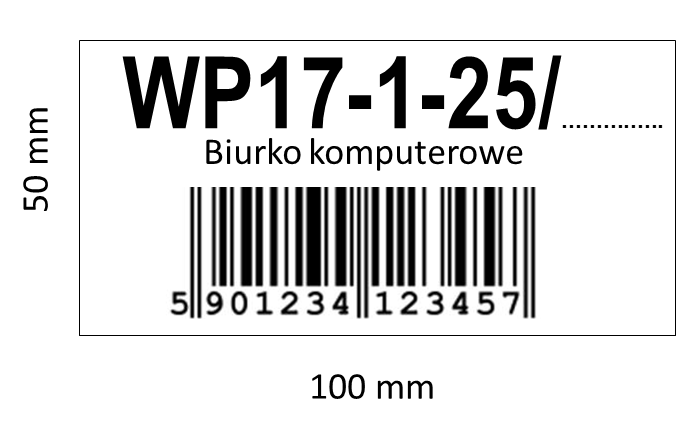 WP17-1-25/...............
Biurko komputerowe
5 901234 123457
50 mm
100 mm